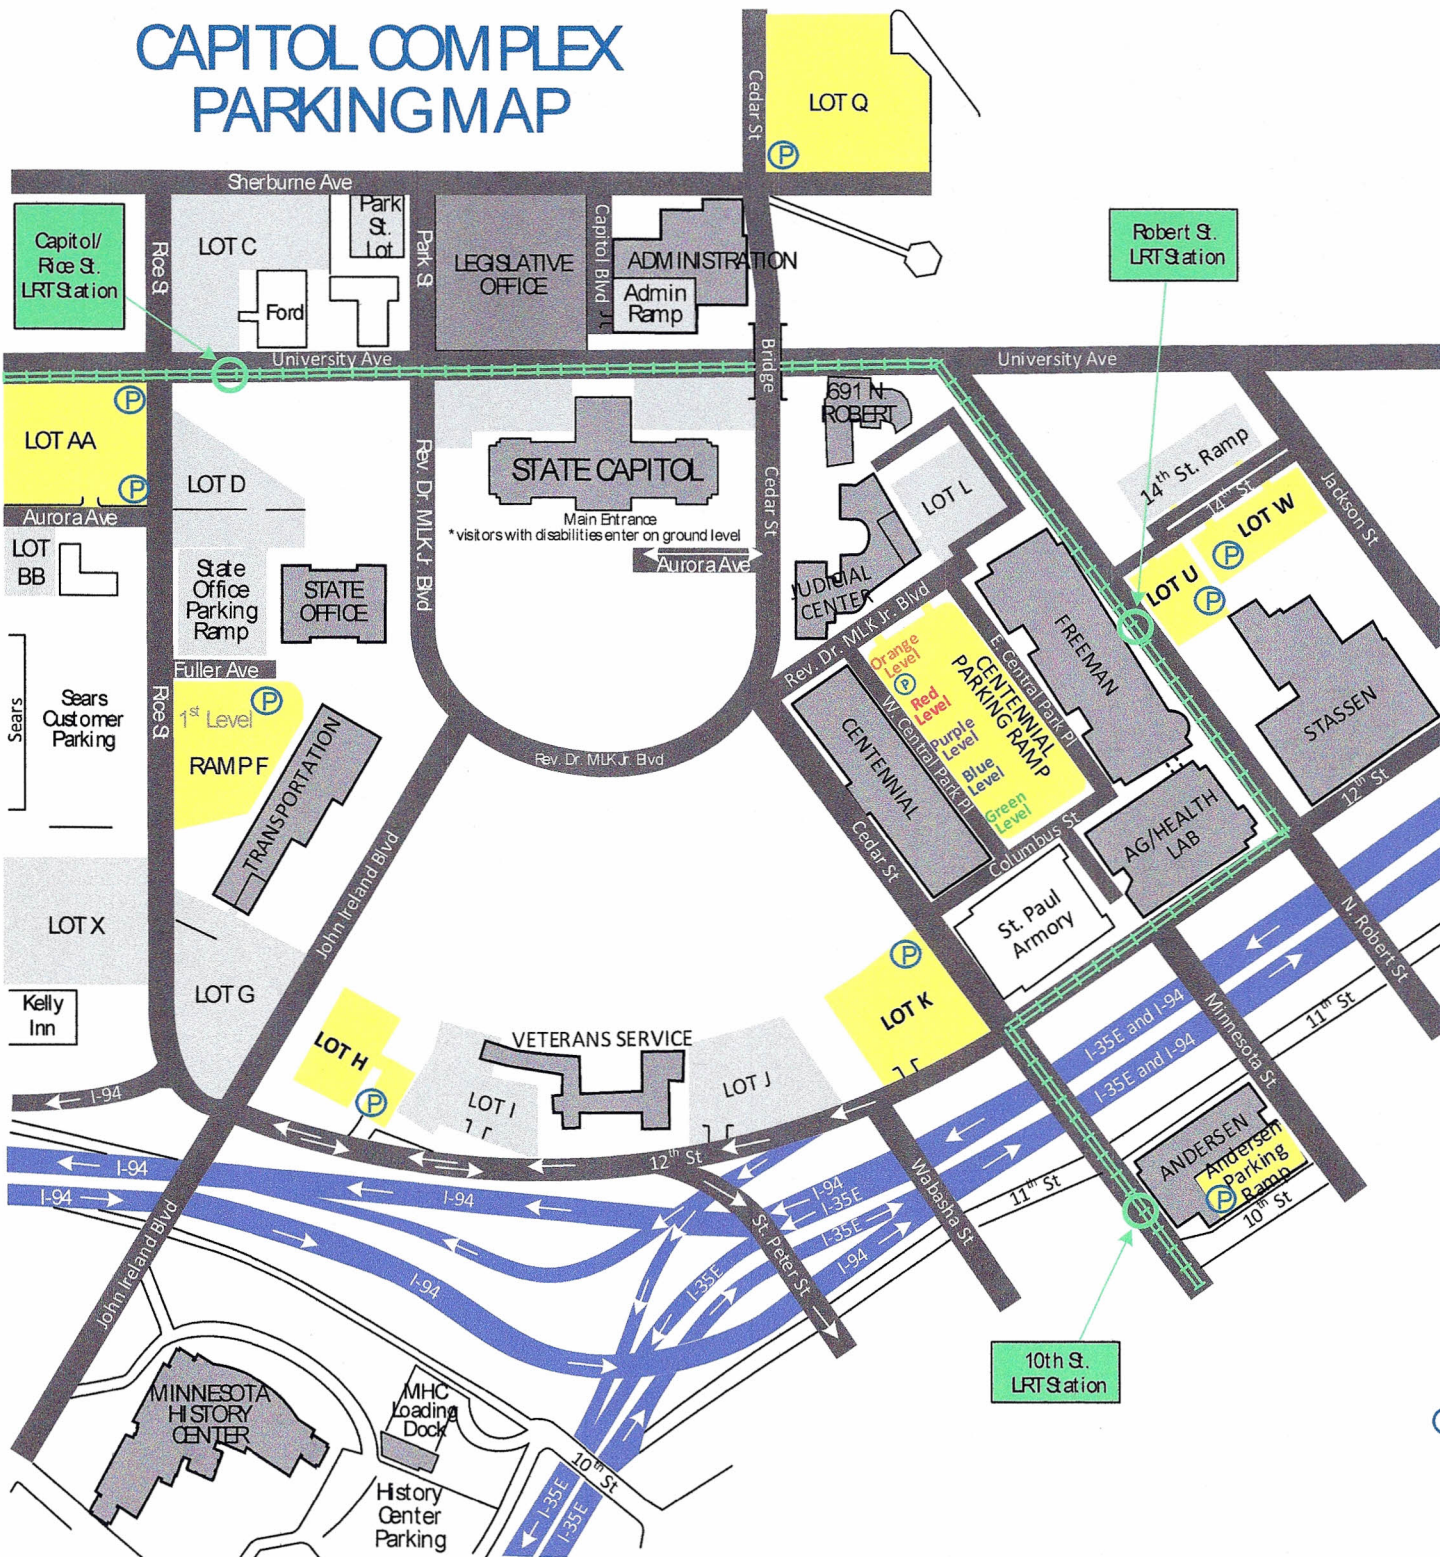 CAPITOL COMPLEX
PARKING MAP
Cedar St
LOT Q
P
Sherburne Ave
Capitol/
Rice St.
LRT Station
Rice St
LOT C
Park
St.
Lot
Ford
Park St
LEGISLATIVE
OFFICE
Capitol Blvd
ADMINISTRATION
Admin
Ramp
Robert St.
LRT Station
University Ave
Bridge
University Ave
P
LOT AA
P
Aurora Ave
LOT D
Rev. Dr. MLK Jr. Blvd
STATE CAPITOL
Main Entrance
* visitors with disabilities enter on ground level
Aurora Ave
Cedar St
691 N
ROBERT
LOT L
14th St. Ramp
14th St
LOT W
P
Jackson St
LOT
BB
State
Office
Parking
Ramp
STATE
OFFICE
JUDICIAL
CENTER
Rev. Dr. MLK Jr. Blvd
LOT U
P
FREEMAN
STASSEN
Fuller Ave
1st Level
P
RAMP F
Sears
Sears
Customer
Parking
Rice St
TRANSPORTATION
Rev. Dr. MLK Jr. Blvd
Orange
Level
P
Red
Level
Purple
Level
Blue
Level
Green
Level
CENTENNIAL
PARKING RAMP
E. Central Park Pl
W. Central Park Pl
CENTENNIAL
Columbus St
AG/HEALTH
LAB
12th St
Cedar St
John Ireland Blvd
LOT X
LOT G
Kelly
Inn
St. Paul
Armory
N. Robert St
P
LOT K
LOT H
P
VETERANS SERVICE
LOT I
LOT J
I-35E and I-94
I-35E and I-94
Minnesota St
11th St
I-94
12th St
I-94
I-94
I-94
I-94
I-35E
I-35E
I-94
I-35E
I-94
Wabasha St
St. Peter St
11th St
ANDERSEN
Andersen
Parking
Ramp
P
10th St
John Ireland Blvd
10th St.
LRT Station
MINNESOTA
HISTORY
CENTER
MHC
Loading
Dock
History
Center
Parking
10th St
I-35E
I-35E